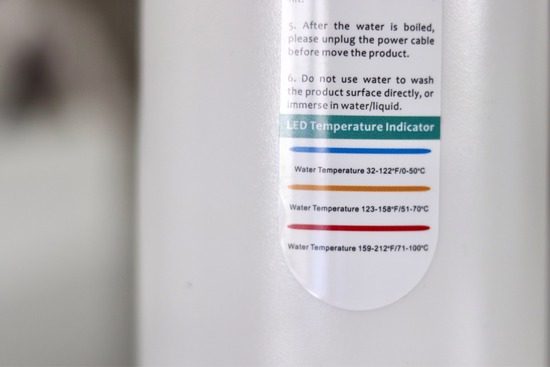 5. After the water is boiled,
please unplug the power cable
before move the product.
6. Do not use water to wash
the product surface directly, or
immerse in water/liquid.
LED Temperature Indicator
Water Temperature 32-122°F/0-50°C
Water Temperature 123-158°F/51-70°C
Water Temperature 159-212°F/71-100°C